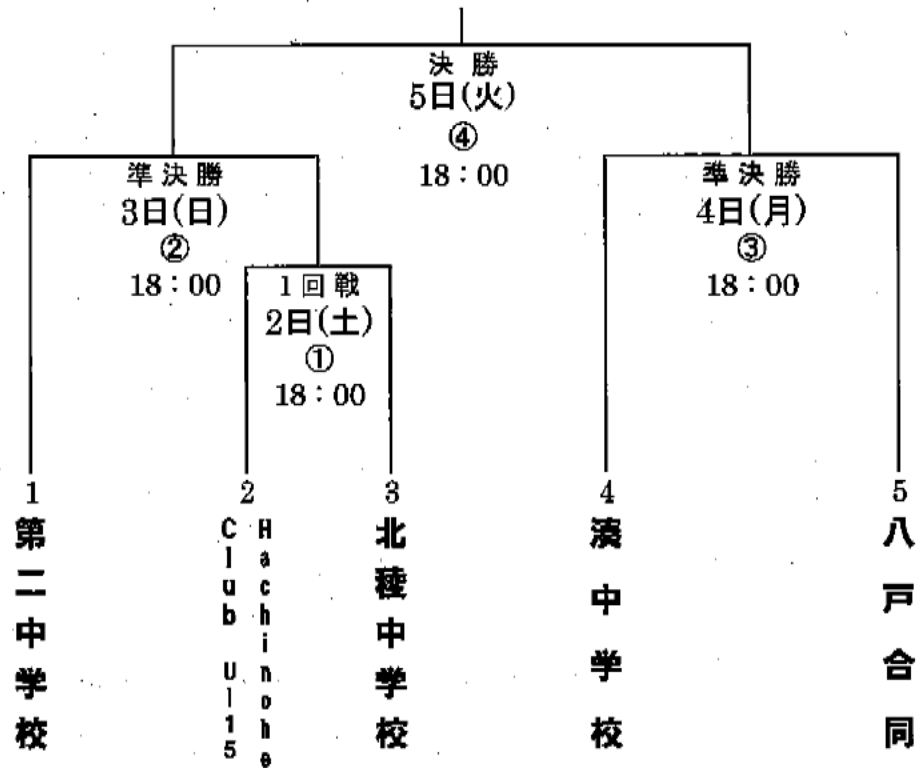 決勝
5日(火)
④
18:00
準決勝
3日(日)
②
18:00
準決勝
4日(月)
③
18:00
1回戦
2日(土)
①
18:00
1
第二中学校
2
Hachinohe
Club U-15
3
北稜中学校
4
湊中学校
5
八戸合同